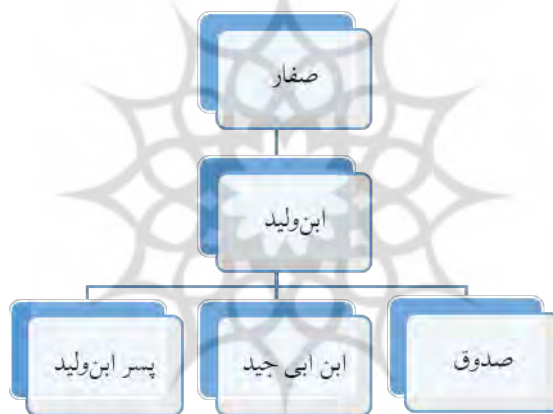 صفار
ابن‌ولید
صدوق
ابن ابی جید
پسر ابن‌ولید